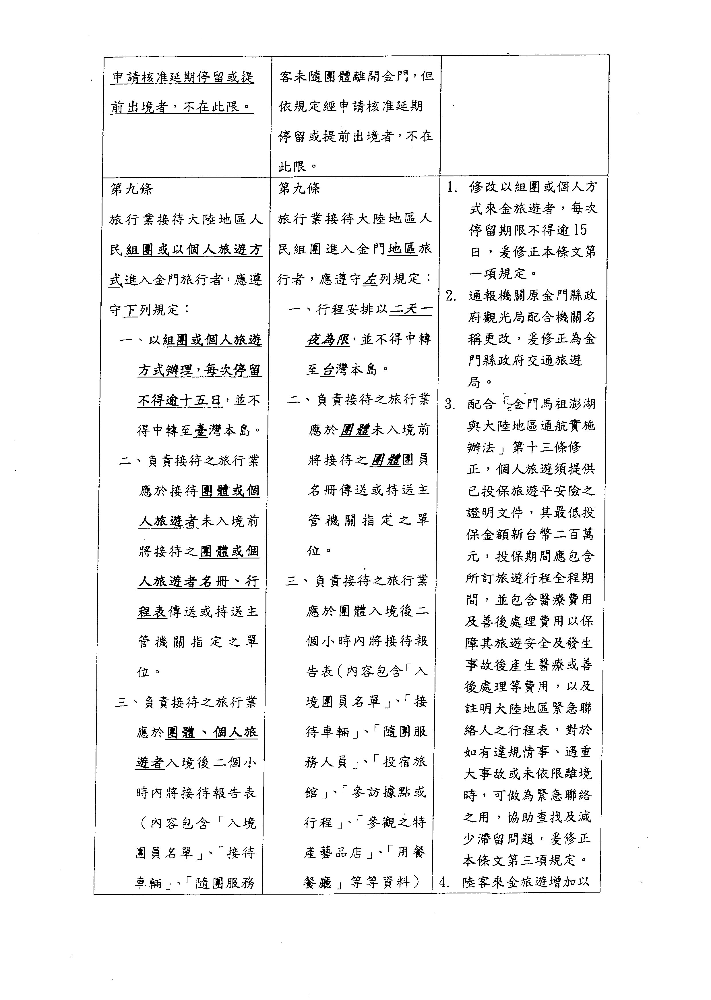 申請核准延期停留或提
前出境者，不在此限。
客未隨團體離開金門，但
依規定經申請核准延期
停留或提前出境者，不在
此限。
第九條
旅行業接待大陸地區人
民組團或以個人旅遊方
式進入金門旅行者，應遵
守下列規定：
一、以組團或個人旅遊
方式辦理，每次停留
不得逾十五日，並不
得中轉至臺灣本島。
二、負責接待之旅行業
應於接待團體或個
人旅遊者未入境前
將接待之團體或個
人旅遊者名冊、行
程表傳送或持送主
管機關指定之單
位。
三、負責接待之旅行業
應於團體、個人旅
遊者入境後二個小
時內將接待報告表
（內容包含「入境
團員名單」、「接待
車輛」、「隨團服務
第九條
旅行業接待大陸地區人
民組團進入金門地區旅
行者，應遵守左列規定：
一、行程安排以二天一
夜為限，並不得中轉
至台灣本島。
二、負責接待之旅行業
應於團體未入境前
將接待之團體團員
名冊傳送或持送主
管機關指定之單
位。
三、負責接待之旅行業
應於團體入境後二
個小時內將接待報
告表（內容包含「入
境團員名單」、「接
待車輛」、「隨團服
務人員」、「投宿旅
館」、「參訪據點或
行程」、「參觀之特
產藝品店」、「用餐
餐廳」等等資料）
1. 修改以組團或個人方
式來金旅遊者，每次
停留期限不得逾15
日，爰修正本條文第
一項規定。
2. 通報機關原金門縣政
府觀光局配合機關名
稱更改，爰修正為金
門縣政府交通旅遊
局。
3. 配合「金門馬祖澎湖
與大陸地區通航實施
辦法」第十三條修
正，個人旅遊須提供
已投保旅遊平安險之
證明文件，其最低投
保金額新台幣二百萬
元，投保期間應包含
所訂旅遊行程全程期
間，並包含醫療費用
及善後處理費用以保
障其旅遊安全及發生
事故後產生醫療或善
後處理等費用，以及
註明大陸地區緊急聯
絡人之行程表，對於
如有違規情事、遇重
大事故或未依限離境
時，可做為緊急聯絡
之用，協助查找及減
少滯留問題，爰修正
本條文第三項規定。
4. 陸客來金旅遊增加以